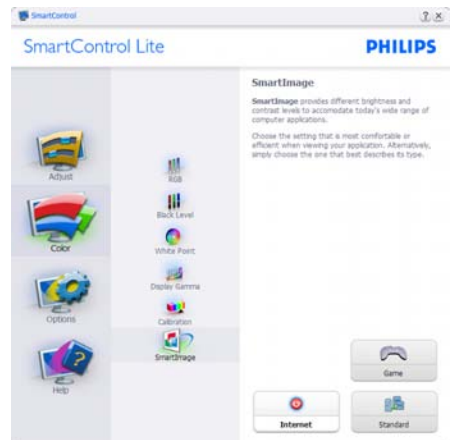 SmartControl
SmartControl Lite
PHILIPS
Adjust
Color
Options
Help
RGB
Black Level
White Point
Display Gamma
Calibration
SmartImage
SmartImage
SmartImage provides different brightness and
contrast levels to accomodate today's wide range of
computer applications.
Choose the setting that is most comfortable or
efficient when viewing your application. Alternatively,
simply choose the one that best describes its type.
Game
Internet
Standard